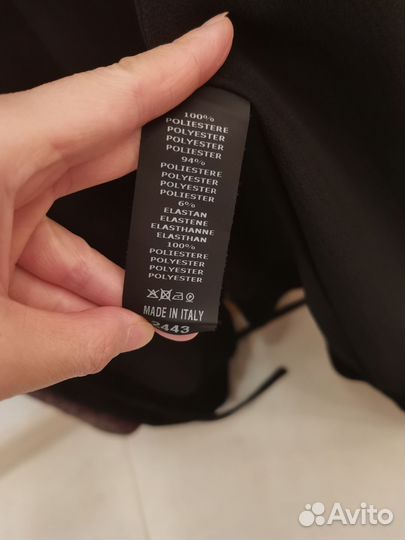 100%
POLIESTERE
POLYESTER
POLYESTER
POLIESTER
94%
POLIESTERE
POLYESTER
POLYESTER
POLIESTER
6%
ELASTAN
ELASTENE
ELASTHANNE
ELASTHAN
100%
POLIESTERE
POLIESTER
POLYESTER
POLYESTER
MADE IN ITALY
2443
Avito